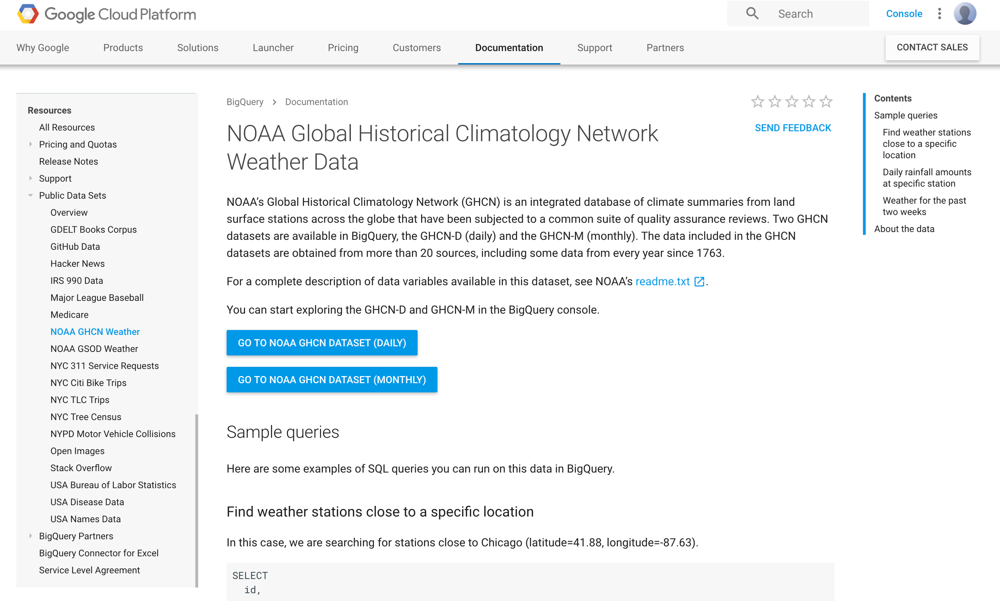 Google Cloud Platform
Search
Console
Why Google
Products
Solutions
Launcher
Pricing
Customers
Documentation
Support
Partners
CONTACT SALES
Resources
All Resources
Pricing and Quotas
Release Notes
Support
Public Data Sets
Overview
GDELT Books Corpus
GitHub Data
Hacker News
IRS 990 Data
Major League Baseball
Medicare
NOAA GHCN Weather
NOAA GSOD Weather
NYC 311 Service Requests
NYC Citi Bike Trips
NYC TLC Trips
NYC Tree Census
NYPD Motor Vehicle Collisions
Open Images
Stack Overflow
USA Bureau of Labor Statistics
USA Disease Data
USA Names Data
BigQuery Partners
BigQuery Connector for Excel
Service Level Agreement
BigQuery > Documentation
NOAA Global Historical Climatology Network
Weather Data
SEND FEEDBACK
NOAA’s Global Historical Climatology Network (GHCN) is an integrated database of climate summaries from land
surface stations across the globe that have been subjected to a common suite of quality assurance reviews. Two GHCN
datasets are available in BigQuery, the GHCN-D (daily) and the GHCN-M (monthly). The data included in the GHCN
datasets are obtained from more than 20 sources, including some data from every year since 1763.
For a complete description of data variables available in this dataset, see NOAA’s readme.txt.
You can start exploring the GHCN-D and GHCN-M in the BigQuery console.
GO TO NOAA GHCN DATASET (DAILY)
GO TO NOAA GHCN DATASET (MONTHLY)
Sample queries
Here are some examples of SQL queries you can run on this data in BigQuery.
Find weather stations close to a specific location
In this case, we are searching for stations close to Chicago (latitude=41.88, longitude=-87.63).
SELECT
id,
Contents
Sample queries
Find weather stations
close to a specific
location
Daily rainfall amounts
at specific station
Weather for the past
two weeks
About the data